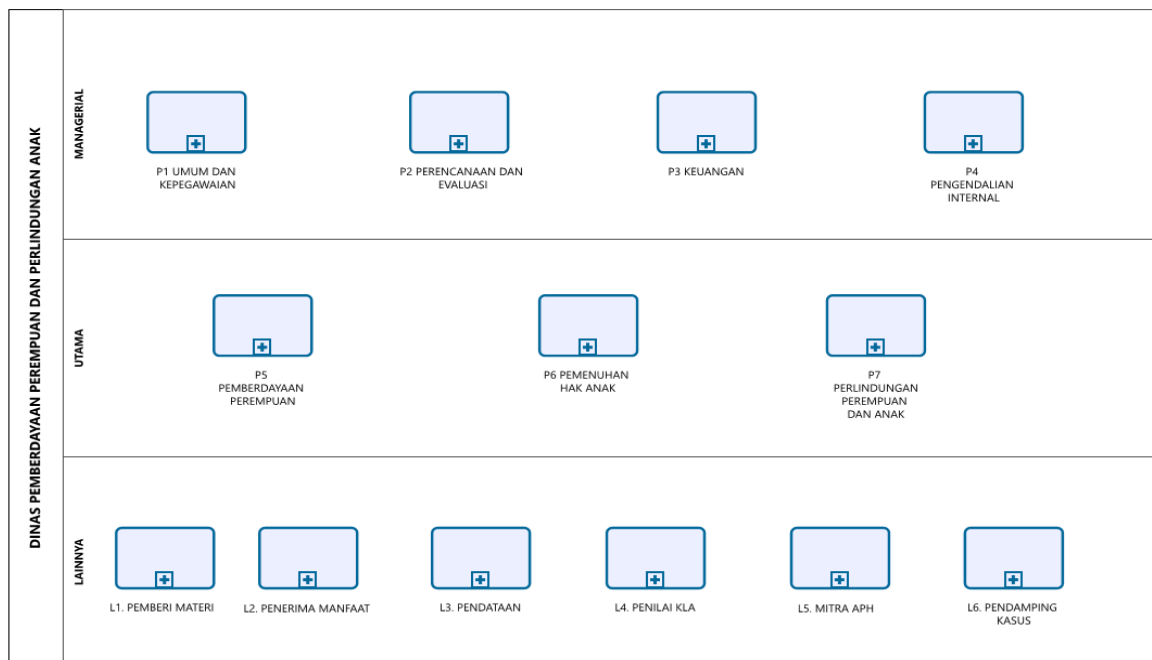 DINAS PEMBERDAYAAN PEREMPUAN DAN PERLINDUNGAN ANAK
MANAGERIAL
P1 UMUM DAN
KEPEGAWAIAN
P2 PERENCANAAN DAN
EVALUASI
P3 KEUANGAN
P4
PENGENDALIAN
INTERNAL
UTAMA
P5
PEMBERDAYAAN
PEREMPUAN
P6 PEMENUHAN
HAK ANAK
P7
PERLINDUNGAN
PEREMPUAN
DAN ANAK
LAINNYA
L1. PEMBERI MATERI
L2. PENERIMA MANFAAT
L3. PENDATAAN
L4. PENILAI KLA
L5. MITRA APH
L6. PENDAMPING
KASUS